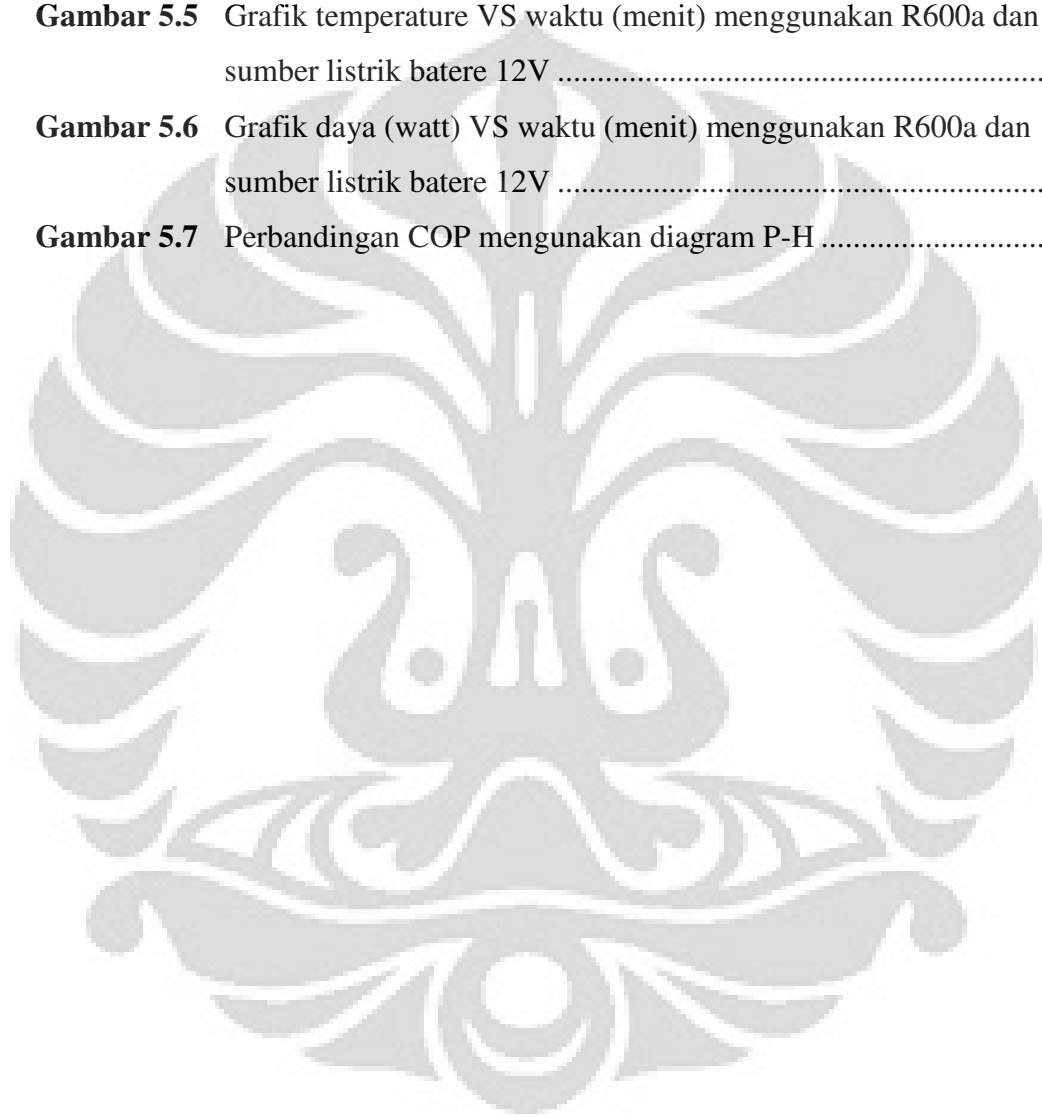 Gambar 5.5 Grafik temperature VS waktu (menit) menggunakan R600a dan
sumber listrik batere 12V ..........................................................
Gambar 5.6 Grafik daya (watt) VS waktu (menit) menggunakan R600a dan
sumber listrik batere 12V ..........................................................
Gambar 5.7 Perbandingan COP mengunakan diagram P-H ...........................